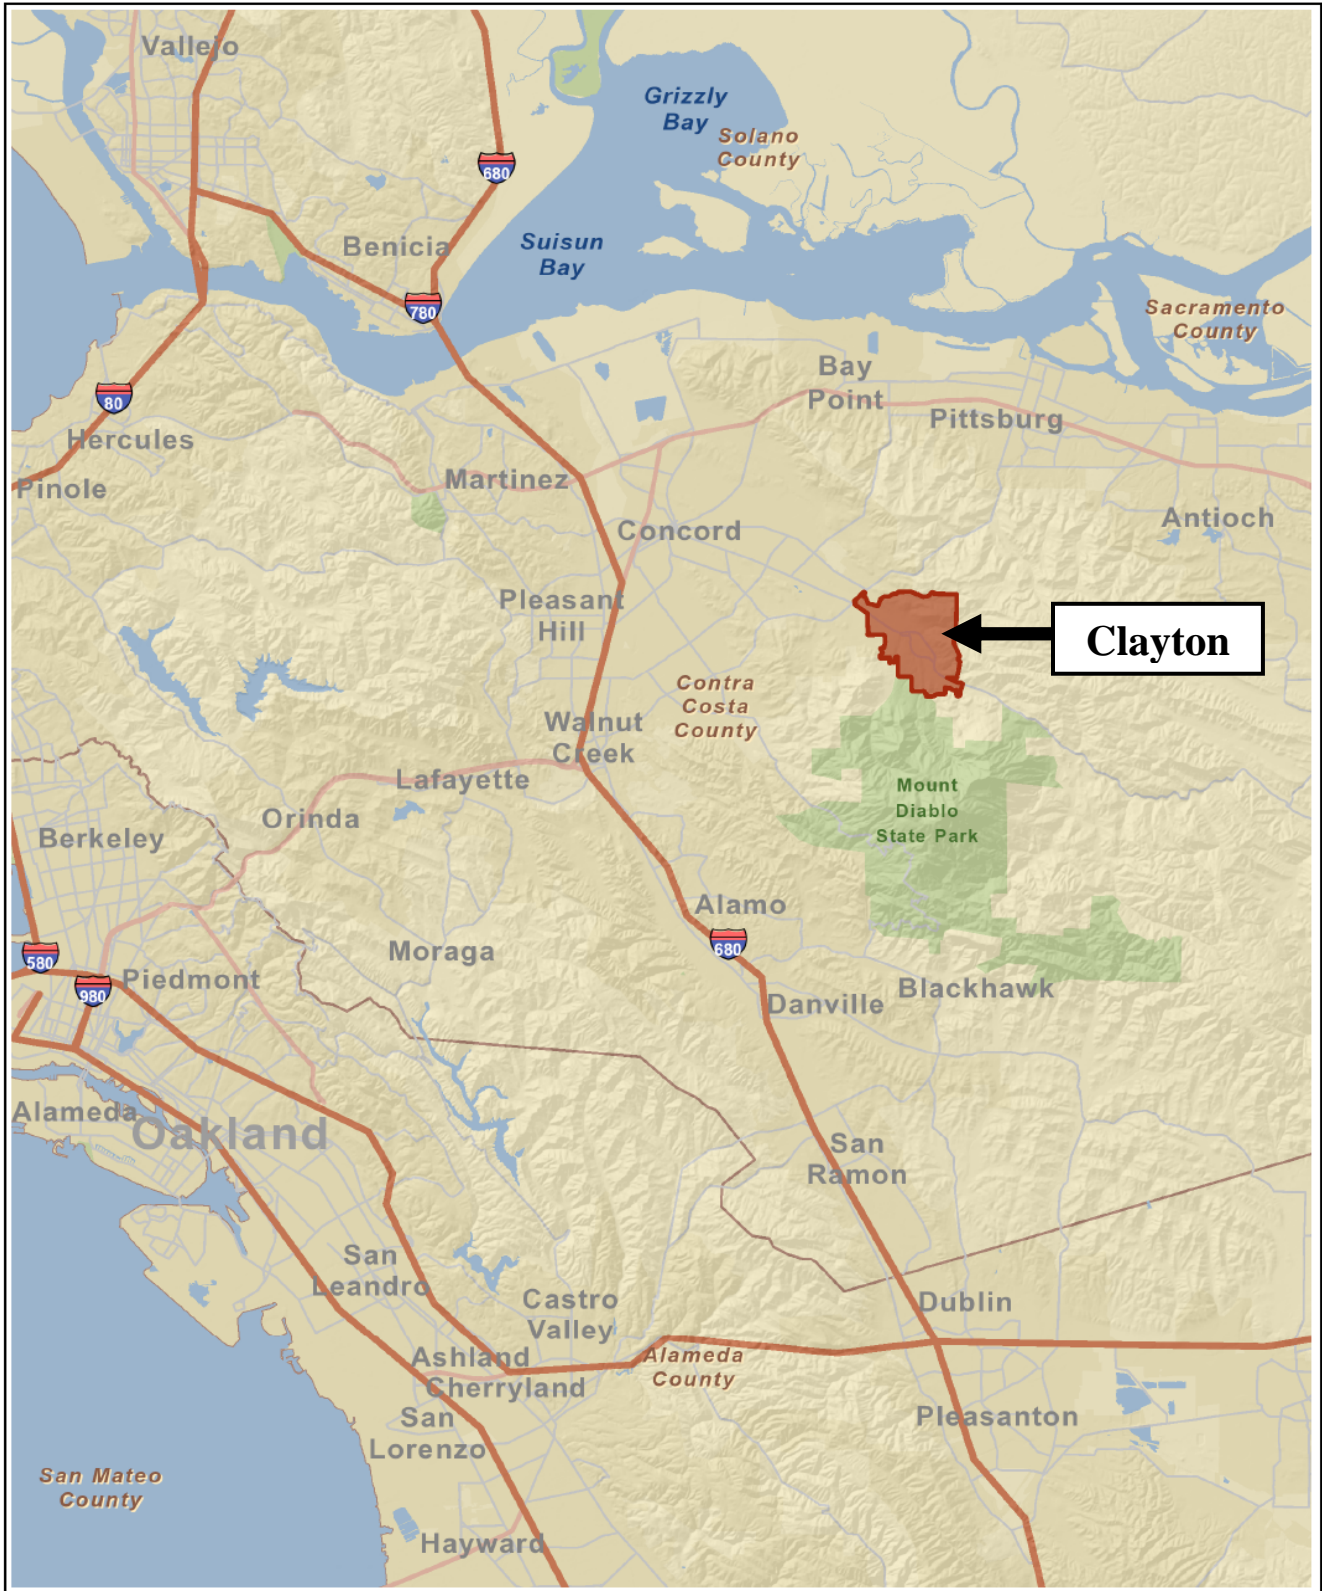 Vallejo
Grizzly
Bay
Solano
County
680
Benicia
Suisun
Bay
780
Sacramento
County
80
Bay
Point
Pittsburg
Hercules
Martinez
Pinole
Antioch
Concord
Pleasant
Hill
Clayton
Contra
Costa
County
Walnut
Creek
Lafayette
Mount
Diablo
State Park
Orinda
Berkeley
Alamo
680
Moraga
580
980
Piedmont
Blackhawk
Danville
Alameda
Oakland
San
Ramon
San
Leandro
Castro
Valley
Dublin
Ashland
Alameda
County
Cherryland
San
Lorenzo
Pleasanton
San Mateo
County
Hayward